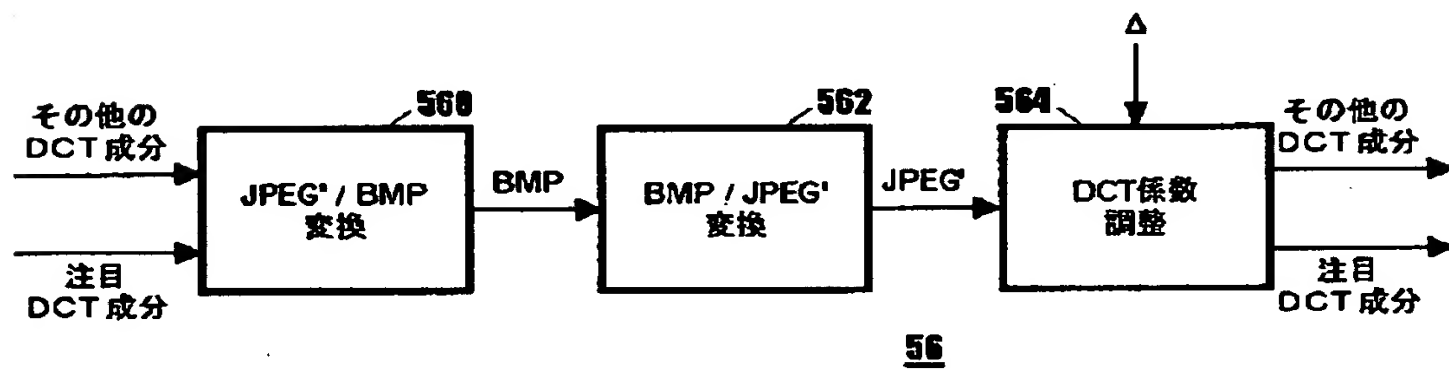 Δ
その他の
DCT成分
560
562
564
その他の
DCT成分
JPEG' / BMP
変換
BMP
BMP / JPEG'
変換
JPEG'
DCT係数
調整
注目
DCT成分
注目
DCT成分
56